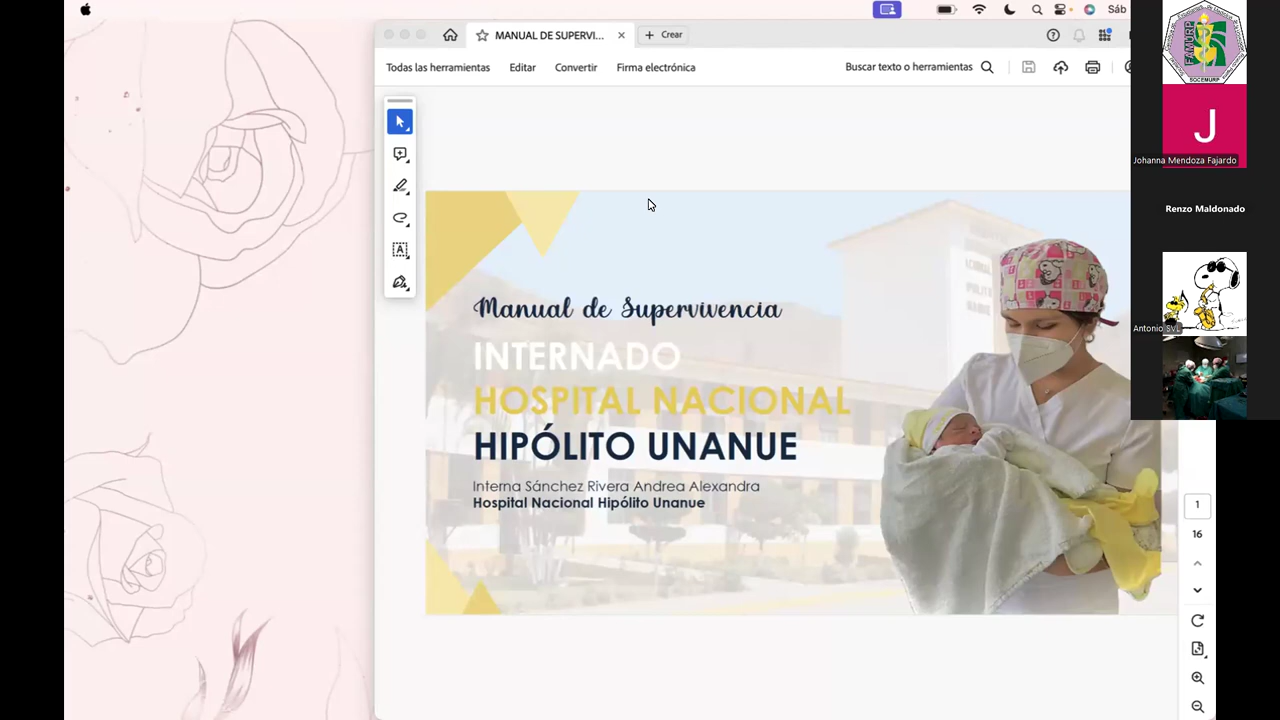 Sáb
MANUAL DE SUPERVI...
Crear
Todas las herramientas
Editar
Convertir
Firma electrónica
Buscar texto o herramientas
FAMURP
SOCEMURP
J
Johanna Mendoza Fajardo
Renzo Maldonado
Antonio SVL
Manual de Supervivencia
INTERNADO
HOSPITAL NACIONAL
HIPÓLITO UNANUE
Interna Sánchez Rivera Andrea Alexandra
Hospital Nacional Hipólito Unanue
1
16